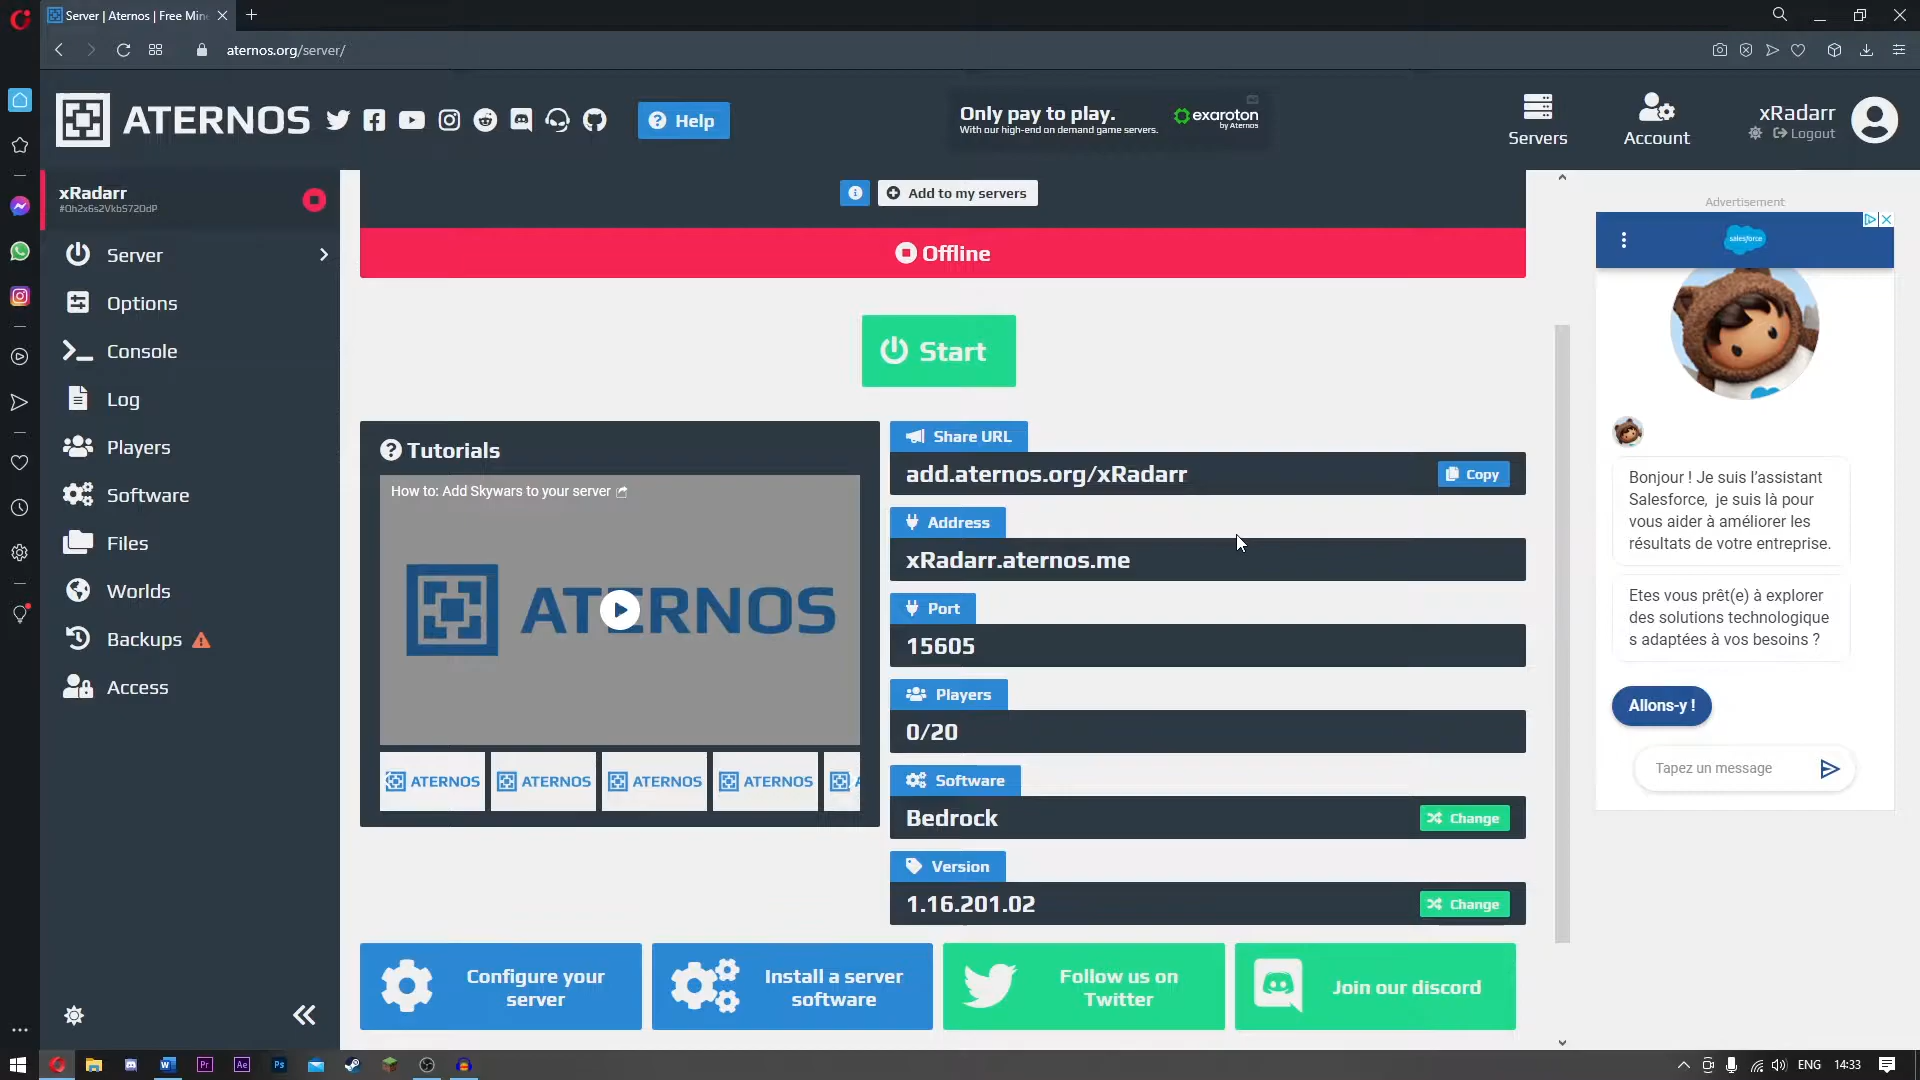 Server | Aternos | Free Mine
aternos.org/server/
ATERNOS
Help
Only pay to play.
With our high-end on demand game servers.
exaroton
by Aternos
Servers
Account
xRadarr
Logout
xRadarr
Server
Options
Console
Log
Players
Software
Files
Worlds
Backups
Access
Add to my servers
Offline
Start
Tutorials
How to: Add Skywars to your server
ATERNOS
ATERNOS
ATERNOS
ATERNOS
ATERNOS
A
Share URL
add.aternos.org/xRadarr
Copy
Address
xRadarr.aternos.me
Port
15605
Players
0/20
Software
Bedrock
Change
Version
1.16.201.02
Change
Configure your
server
Install a server
software
Follow us on
Twitter
Join our discord
Advertisement
salesforce
Bonjour ! Je suis l'assistant
Salesforce, je suis là pour
vous aider à améliorer les
résultats de votre entreprise.
Etes vous prêt(e) à explorer
des solutions technologique
s adaptées à vos besoins ?
Allons-y !
Tapez un message
W
Pr
Ae
Ps
ENG
14:33